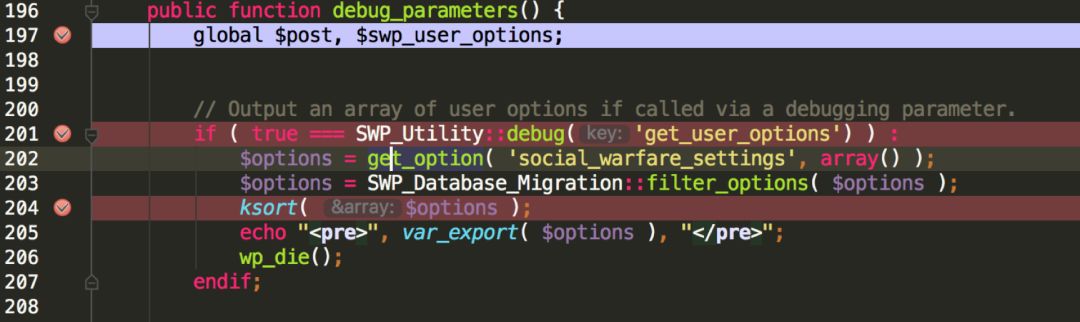 196 public function debug_parameters() {
197 global $post, $swp_user_options;
198
199
200 // Output an array of user options if called via a debugging parameter.
201 if ( true === SWP_Utility::debug( key: 'get_user_options') ) :
202 $options = get_option( 'social_warfare_settings', array() );
203 $options = SWP_Database_Migration::filter_options( $options );
204 ksort( &array: $options );
205 echo "<pre>", var_export( $options ), "</pre>";
206 wp_die();
207 endif;
208